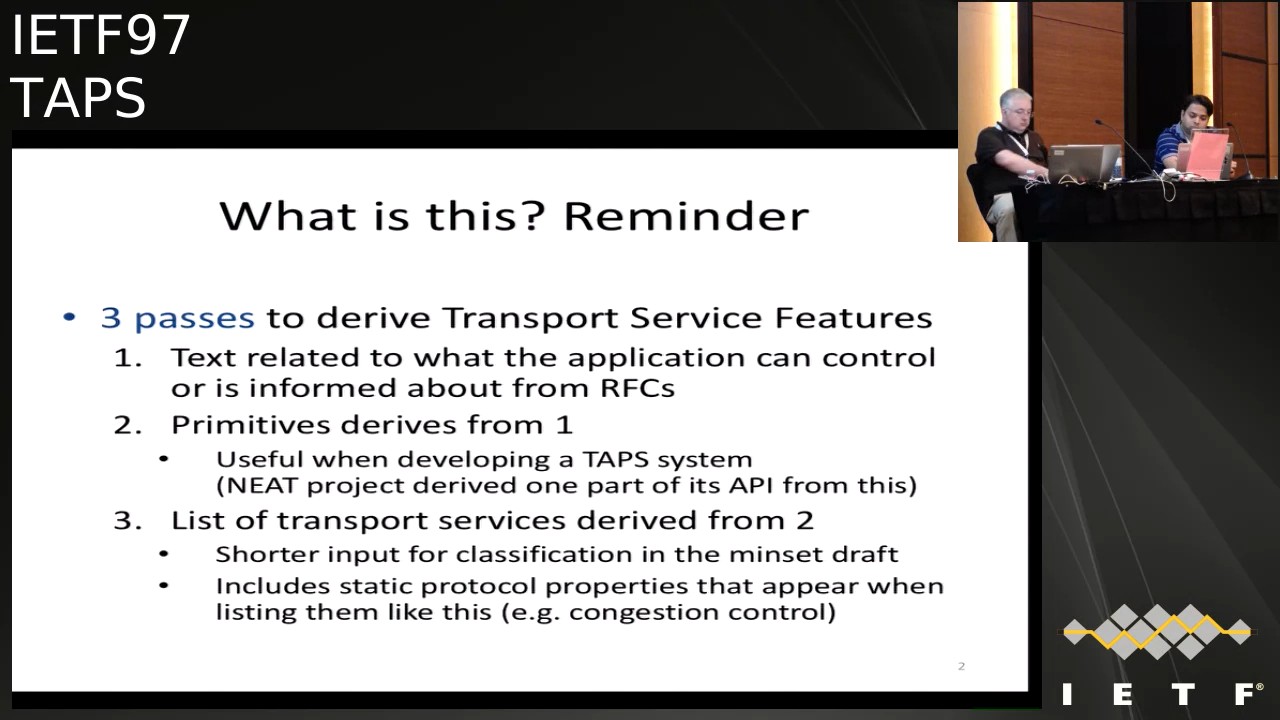 IETF97
TAPS
What is this? Reminder
• 3 passes to derive Transport Service Features
1. Text related to what the application can control
or is informed about from RFCs
2. Primitives derives from 1
• Useful when developing a TAPS system
(NEAT project derived one part of its API from this)
3. List of transport services derived from 2
• Shorter input for classification in the minset draft
• Includes static protocol properties that appear when
listing them like this (e.g. congestion control)
2
I E T F®